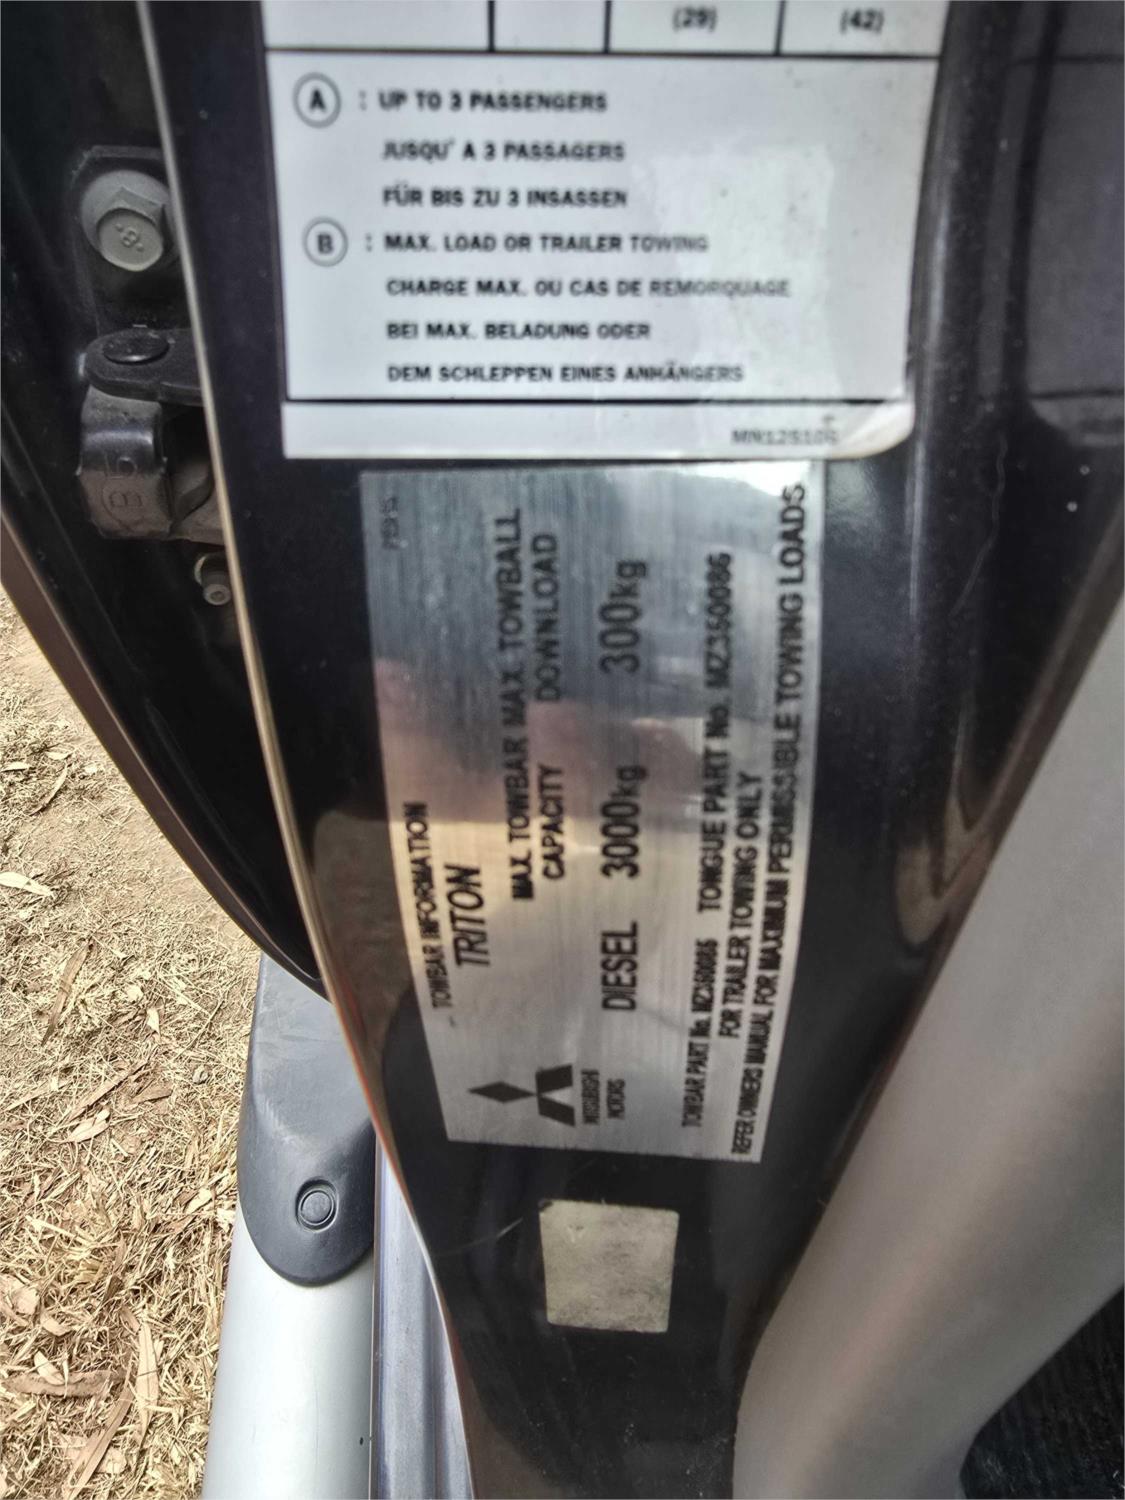 (29) (42)
A : UP TO 3 PASSENGERS
JUSQU' A 3 PASSAGERS
FÜR BIS ZU 3 INSASSEN
B : MAX. LOAD OR TRAILER TOWING
CHARGE MAX. OU CAS DE REMORQUAGE
BEI MAX. BELADUNG ODER
DEM SCHLEPPEN EINES ANHÄNGERS
TOWBAR INFORMATION
TRITON
MAX. TOWBAR MAX. TOWBALL
CAPACITY DOWNLOAD
DIESEL 3000kg 300kg
MITSUBISHI
MOTORS
TOWBAR PART No. MZ350086 TONGUE PART No. MZ350086
FOR TRAILER TOWING ONLY
REFER OWNERS MANUAL FOR MAXIMUM PERMISSIBLE TOWING LOADS